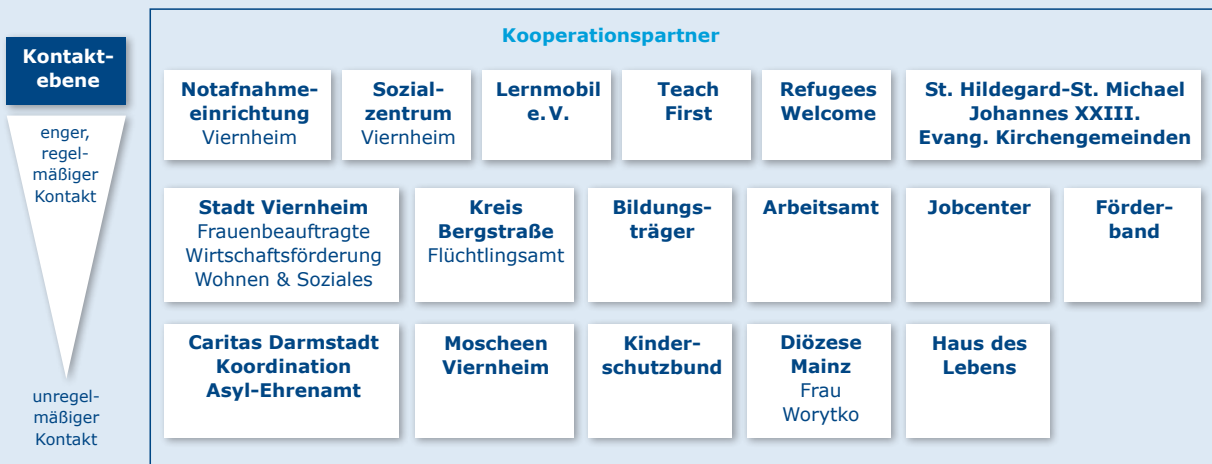 Kooperationspartner
Kontakt-
ebene
enger,
regel-
mäßiger
Kontakt
unregel-
mäßiger
Kontakt
Notafnahme-
einrichtung
Viernheim
Sozial-
zentrum
Viernheim
Lernmobil
e. V.
Teach
First
Refugees
Welcome
St. Hildegard-St. Michael
Johannes XXIII.
Evang. Kirchengemeinden
Stadt Viernheim
Frauenbeauftragte
Wirtschaftsförderung
Wohnen & Soziales
Kreis
Bergstraße
Flüchtlingsamt
Bildungs-
träger
Arbeitsamt
Jobcenter
Förder-
band
Caritas Darmstadt
Koordination
Asyl-Ehrenamt
Moscheen
Viernheim
Kinder-
schutzbund
Diözese
Mainz
Frau
Worytko
Haus des
Lebens